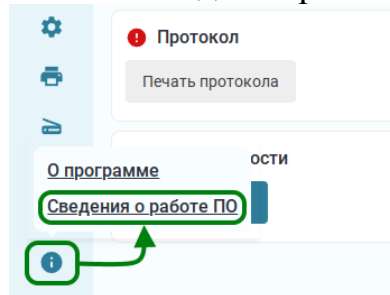 Протокол
Печать протокола
ости
О программе
Сведения о работе ПО